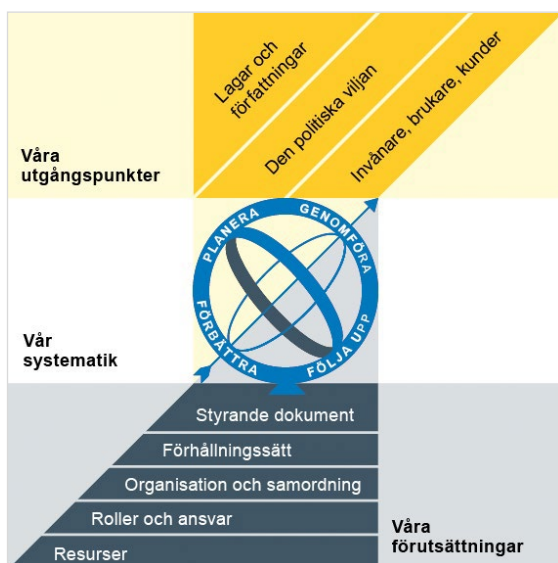 Lagar och
författningar
Den politiska viljan
Invånare, brukare, kunder
Våra
utgångspunkter
PLANERA
GENOMFÖRA
FÖLJA UPP
FÖRBÄTTRA
Vår
systematik
Styrande dokument
Förhållningssätt
Organisation och samordning
Roller och ansvar
Resurser
Våra
förutsättningar